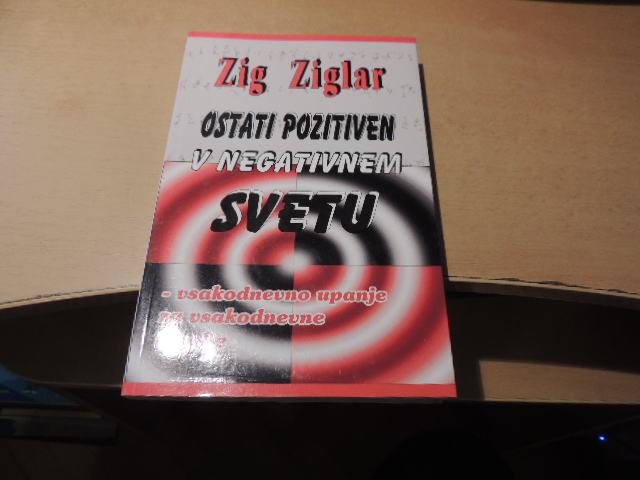 Zig Ziglar
OSTATI POZITIVEN
V NEGATIVNEM
SVETU
- vsakodnevno upanje
za vsakodnevne